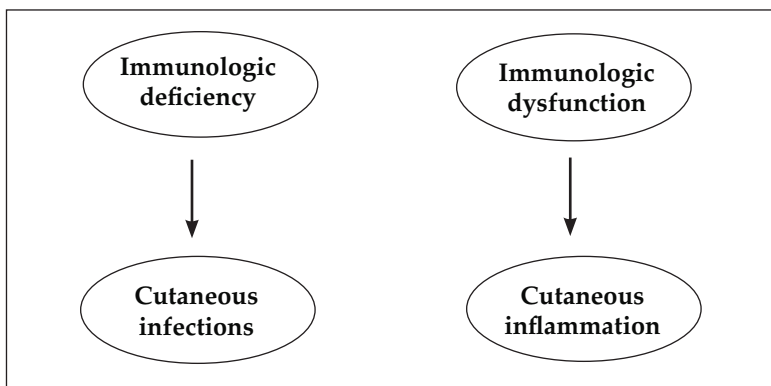 Immunologic
deficiency
Immunologic
dysfunction
Cutaneous
infections
Cutaneous
inflammation